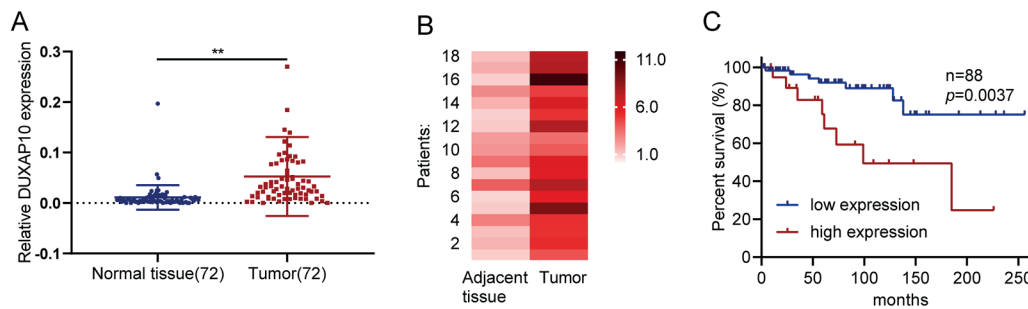 A
Relative DUXAP10 expression
0.3
0.2
0.1
0.0
-0.1
**
Normal tissue(72)
Tumor(72)
B
Patients:
18
16
14
12
10
8
6
4
2
Adjacent
tissue
Tumor
11.0
6.0
1.0
C
Percent survival (%)
100
80
60
40
20
0
n=88
p=0.0037
low expression
high expression
0
50
100
150
200
250
months